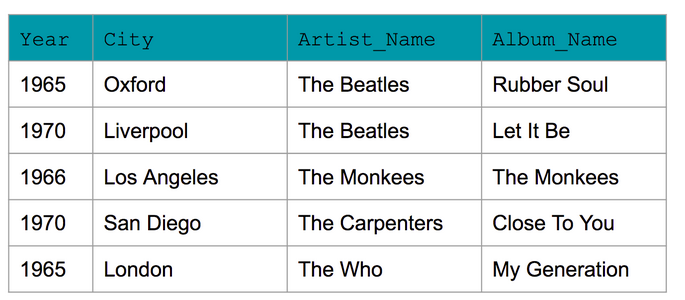 Year City Artist_Name Album_Name
1965 Oxford The Beatles Rubber Soul
1970 Liverpool The Beatles Let It Be
1966 Los Angeles The Monkees The Monkees
1970 San Diego The Carpenters Close To You
1965 London The Who My Generation